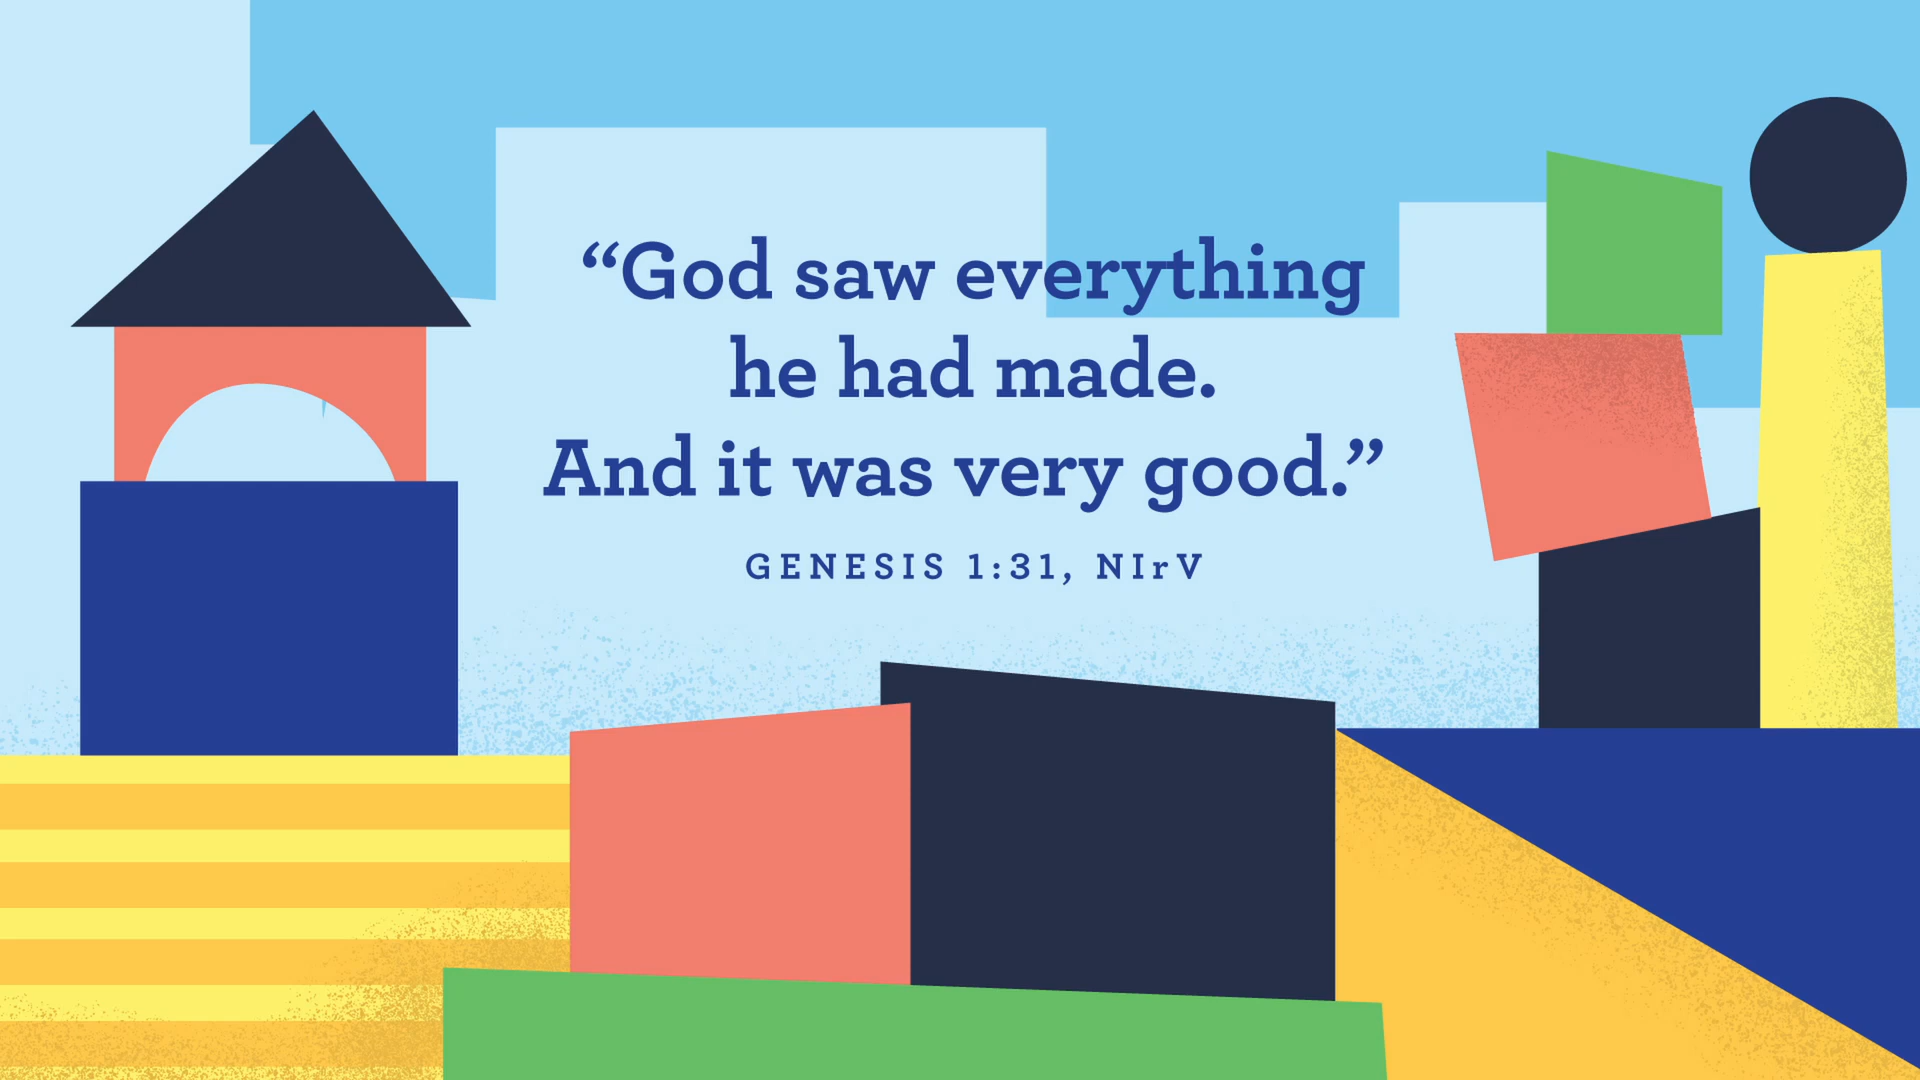 “God saw everything
he had made.
And it was very good.”
GENESIS 1:31, NIrV